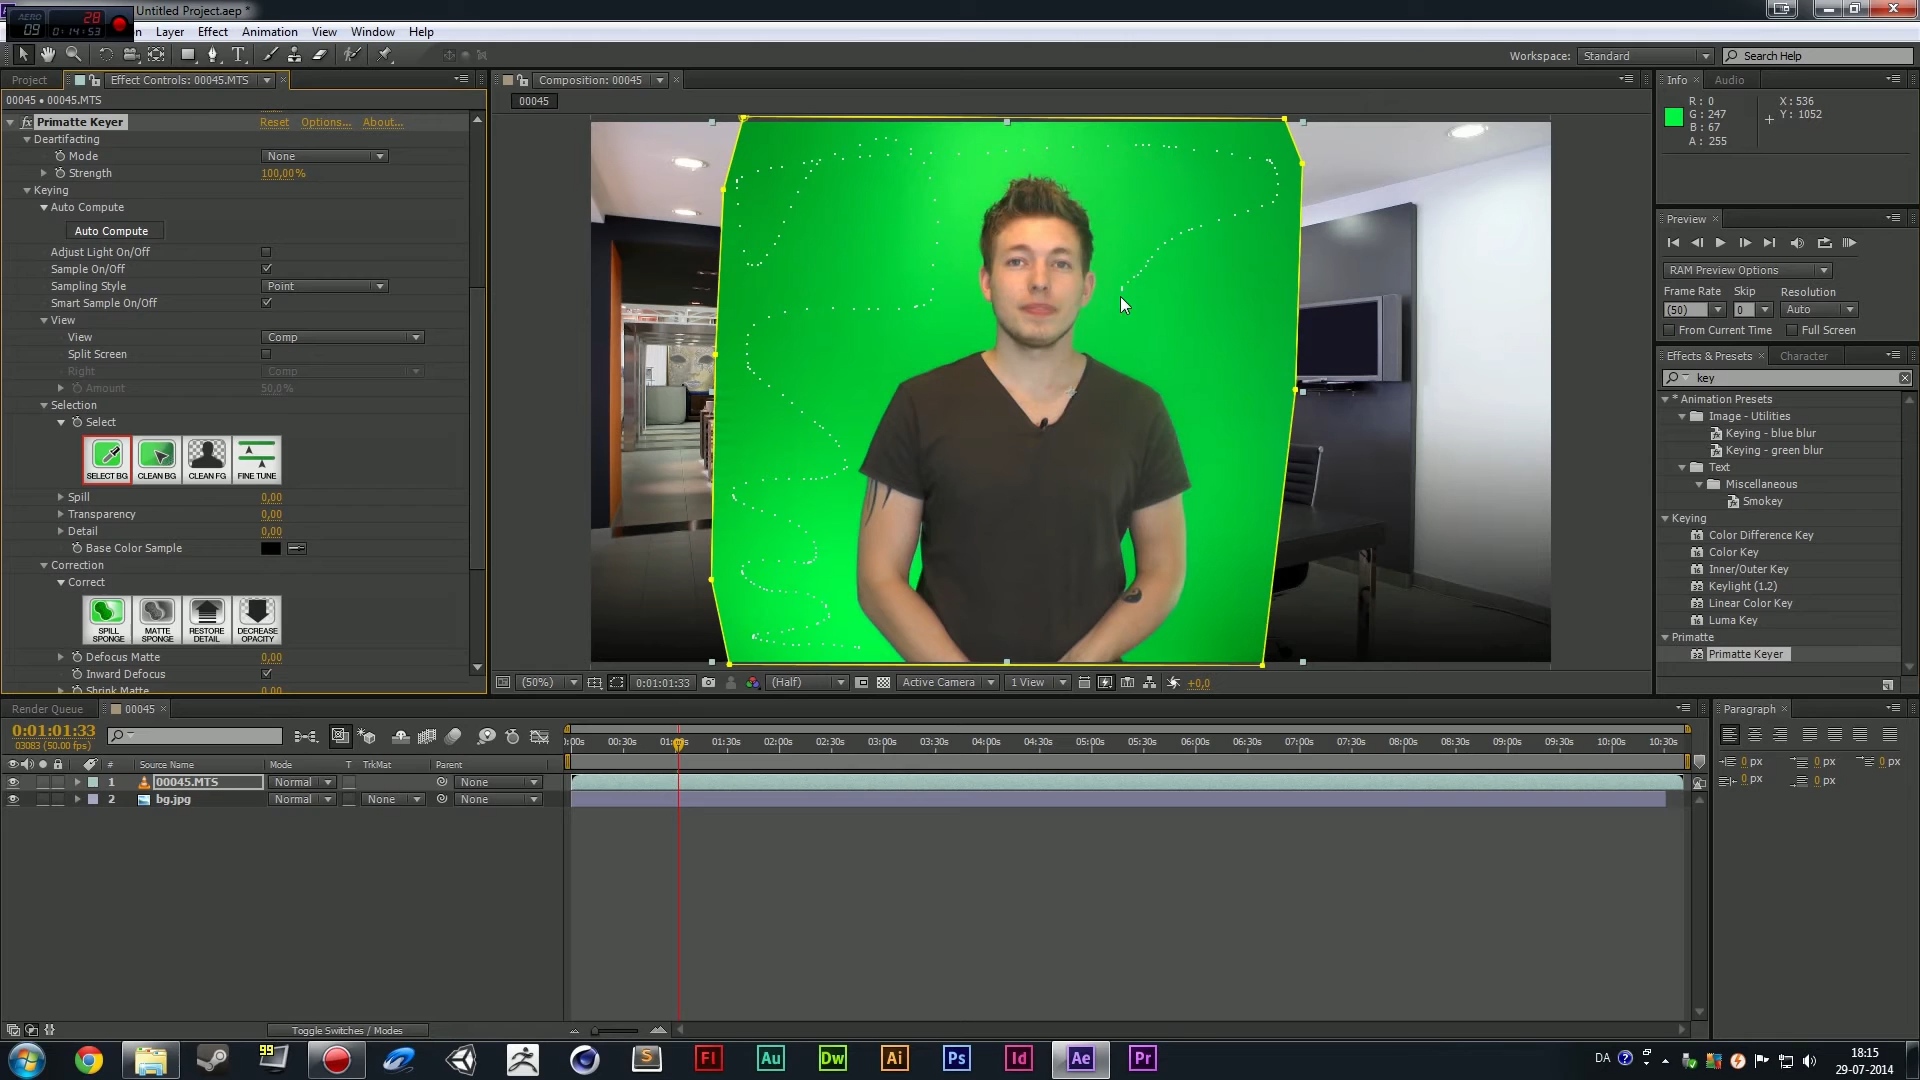 AERO
09
28
0:14:53
Untitled Project.aep *
Layer
Effect
Animation
View
Window
Help
Workspace:
Standard
Search Help
Project
Effect Controls: 00045.MTS
Composition: 00045
Info
Audio
00045 • 00045.MTS
00045
R : 0
G : 247
B : 67
A : 255
X : 536
Y : 1052
Primatte Keyer
Reset
Options...
About...
Deartifacting
Mode
None
Strength
100,00%
Keying
Auto Compute
Auto Compute
Adjust Light On/Off
Sample On/Off
Sampling Style
Point
Smart Sample On/Off
View
View
Comp
Split Screen
Right
Comp
Amount
50,0%
Selection
Select
SELECT BG
CLEAN BG
CLEAN FG
FINE TUNE
Spill
0,00
Transparency
0,00
Detail
0,00
Base Color Sample
Correction
Correct
SPILL SPONGE
MATTE SPONGE
RESTORE DETAIL
DECREASE OPACITY
Defocus Matte
0,00
Inward Defocus
Shrink Matte
0,00
Preview
RAM Preview Options
Frame Rate
Skip
Resolution
(50)
0
Auto
From Current Time
Full Screen
Effects & Presets
Character
key
* Animation Presets
Image - Utilities
Keying - blue blur
Keying - green blur
Text
Miscellaneous
Smokey
Keying
Color Difference Key
Color Key
Inner/Outer Key
Keylight (1.2)
Linear Color Key
Luma Key
Primatte
Primatte Keyer
(50%)
0:01:01:33
(Half)
Active Camera
1 View
+0,0
Render Queue
00045
Paragraph
0:01:01:33
03083 (50.00 fps)
:00s
00:30s
01:00s
01:30s
02:00s
02:30s
03:00s
03:30s
04:00s
04:30s
05:00s
05:30s
06:00s
06:30s
07:00s
07:30s
08:00s
08:30s
09:00s
09:30s
10:00s
10:30s
#
Source Name
Mode
T
TrkMat
Parent
1
00045.MTS
Normal
None
2
bg.jpg
Normal
None
None
0 px
0 px
0 px
0 px
0 px
Toggle Switches / Modes
99
S
Fl
Au
Dw
Ai
Ps
Id
Ae
Pr
DA
18:15
29-07-2014